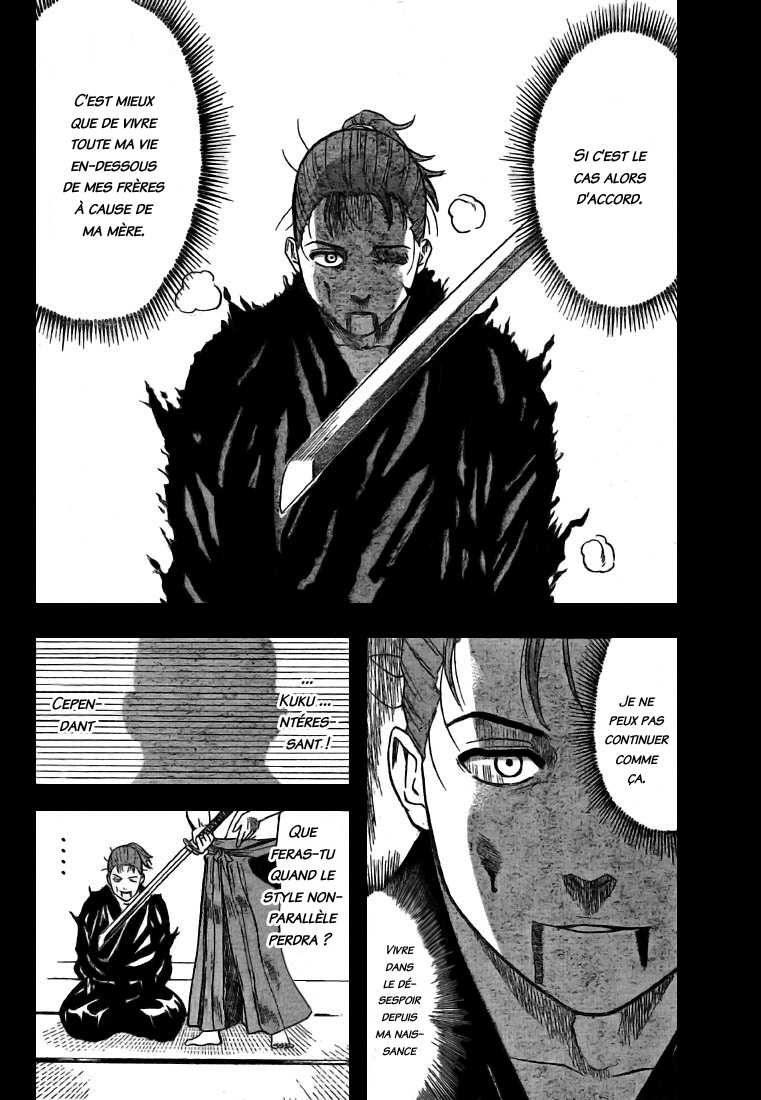 SI C'EST LE
CAS ALORS
D'ACCORD.
C'EST MIEUX
QUE DE VIVRE
TOUTE MA VIE
EN-DESSOUS
DE MES FRÈRES
À CAUSE DE
MA MÈRE.
JE NE
PEUX PAS
CONTINUER
COMME
ÇA.
VIVRE
DANS
LE DÉ-
SESPOIR
DEPUIS
MA NAIS-
SANCE
...
KUKU ...
NTÉRES-
SANT !
CEPEN-
DANT
QUE
FERAS-TU
QUAND LE
STYLE NON-
PARALLÈLE
PERDRA ?
...